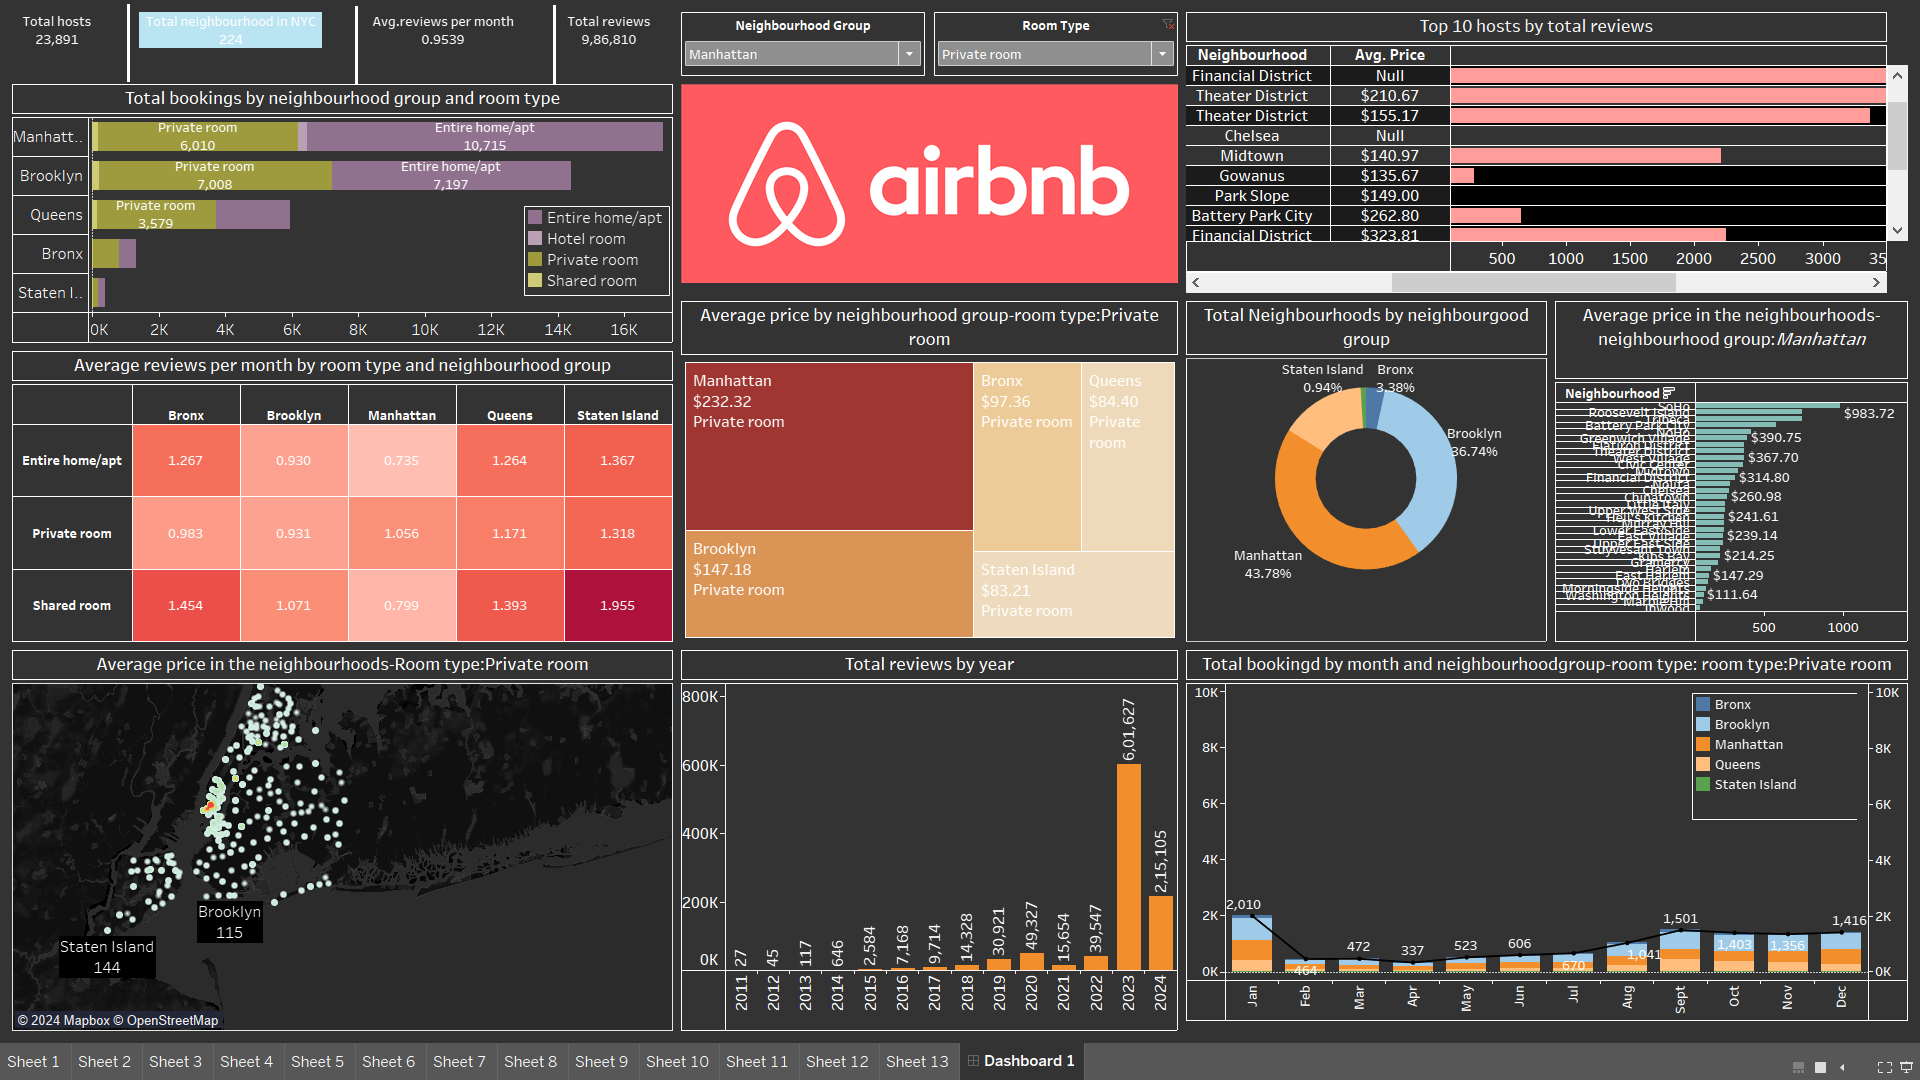 Total hosts
23,891
Total neighbourhood in NYC
224
Avg.reviews per month
0.9539
Total reviews
9,86,810
Neighbourhood Group
Manhattan
Room Type
Private room
Total bookings by neighbourhood group and room type
Manhatt..
Private room
6,010
Entire home/apt
10,715
Brooklyn
Private room
7,008
Entire home/apt
7,197
Queens
Private room
3,579
Bronx
Staten I..
Entire home/apt
Hotel room
Private room
Shared room
0K 2K 4K 6K 8K 10K 12K 14K 16K
airbnb
Top 10 hosts by total reviews
Neighbourhood Avg. Price
Financial District Null
Theater District $210.67
Theater District $155.17
Chelsea Null
Midtown $140.97
Gowanus $135.67
Park Slope $149.00
Battery Park City $262.80
Financial District $323.81
500 1000 1500 2000 2500 3000 35
Average reviews per month by room type and neighbourhood group
Bronx Brooklyn Manhattan Queens Staten Island
Entire home/apt 1.267 0.930 0.735 1.264 1.367
Private room 0.983 0.931 1.056 1.171 1.318
Shared room 1.454 1.071 0.799 1.393 1.955
Average price by neighbourhood group-room type:Private
room
Manhattan
$232.32
Private room
Brooklyn
$147.18
Private room
Bronx
$97.36
Private room
Queens
$84.40
Private
room
Staten Island
$83.21
Private room
Total Neighbourhoods by neighbourgood
group
Staten Island
0.94%
Bronx
3.38%
Brooklyn
36.74%
Manhattan
43.78%
Average price in the neighbourhoods-
neighbourhood group:Manhattan
Neighbourhood
SoHo
Roosevelt Island $983.72
Tribeca
Battery Park City
NoHo
Greenwich Village $390.75
Flatiron District
Theater District
West Village $367.70
Civic Center
Midtown
Financial District $314.80
Nolita
Chelsea
Chinatown $260.98
Little Italy
Upper West Side
Hell's Kitchen $241.61
Murray Hill
Lower East Side
East Village $239.14
Upper East Side
Stuyvesant Town
Kips Bay $214.25
Gramercy
Harlem
East Harlem $147.29
Two Bridges
Morningside Heights
Washington Heights $111.64
Marble Hill
Inwood
500 1000
Average price in the neighbourhoods-Room type:Private room
Brooklyn
115
Staten Island
144
© 2024 Mapbox © OpenStreetMap
Total reviews by year
800K
600K
400K
200K
0K
27 45 117 646 2,584 7,168 9,714 14,328 30,921 49,327 15,654 39,547 6,01,627 2,15,105
2011 2012 2013 2014 2015 2016 2017 2018 2019 2020 2021 2022 2023 2024
Total bookingd by month and neighbourhoodgroup-room type: room type:Private room
10K 10K
8K 8K
6K 6K
4K 4K
2K 2K
0K 0K
Bronx
Brooklyn
Manhattan
Queens
Staten Island
2,010 464 472 337 523 606 670 1,041 1,501 1,403 1,356 1,416
Jan Feb Mar Apr May Jun Jul Aug Sept Oct Nov Dec
Sheet 1 Sheet 2 Sheet 3 Sheet 4 Sheet 5 Sheet 6 Sheet 7 Sheet 8 Sheet 9 Sheet 10 Sheet 11 Sheet 12 Sheet 13 Dashboard 1